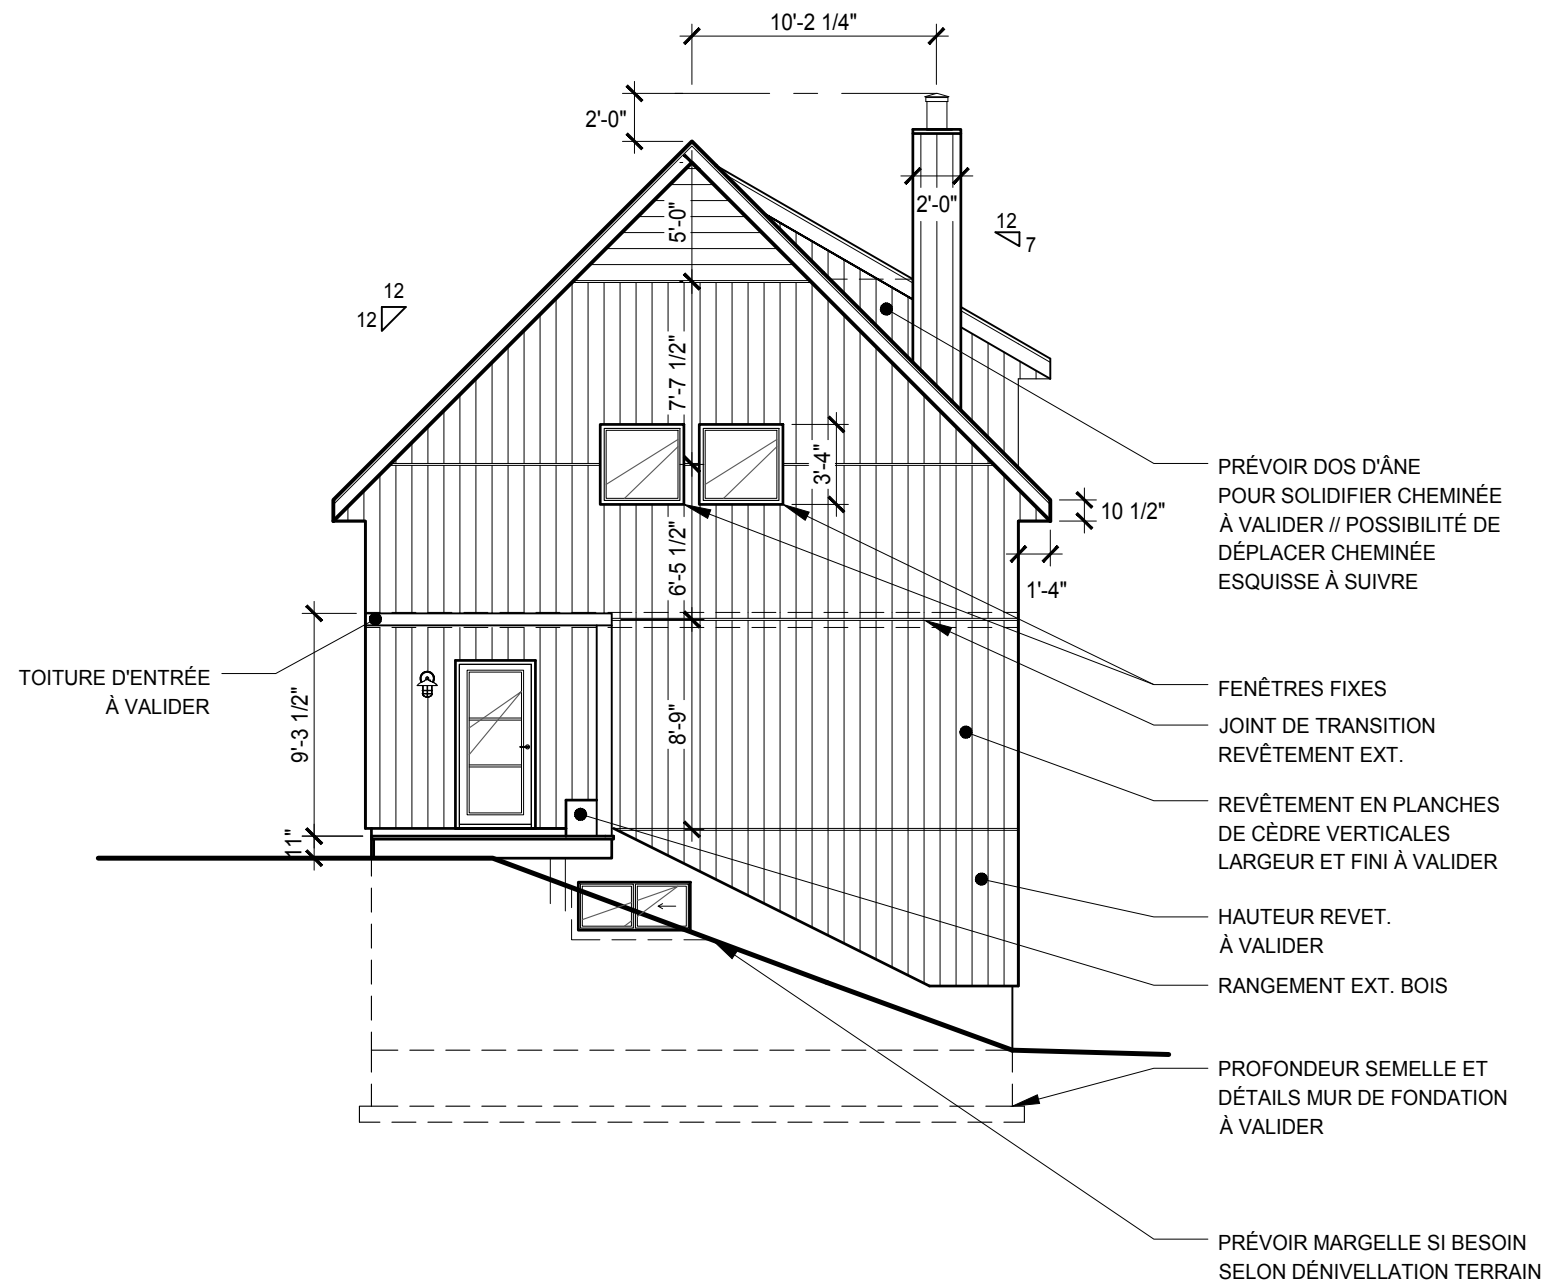 10'-2 1/4"
2'-0"
2'-0"
12
7
5'-0"
12
12
7'-7 1/2"
3'-4"
10 1/2"
1'-4"
6'-5 1/2"
9'-3 1/2"
8'-9"
11"
TOITURE D'ENTRÉE
À VALIDER
PRÉVOIR DOS D'ÂNE
POUR SOLIDIFIER CHEMINÉE
À VALIDER // POSSIBILITÉ DE
DÉPLACER CHEMINÉE
ESQUISSE À SUIVRE
FENÊTRES FIXES
JOINT DE TRANSITION
REVÊTEMENT EXT.
REVÊTEMENT EN PLANCHES
DE CÈDRE VERTICALES
LARGEUR ET FINI À VALIDER
HAUTEUR REVET.
À VALIDER
RANGEMENT EXT. BOIS
PROFONDEUR SEMELLE ET
DÉTAILS MUR DE FONDATION
À VALIDER
PRÉVOIR MARGELLE SI BESOIN
SELON DÉNIVELLATION TERRAIN